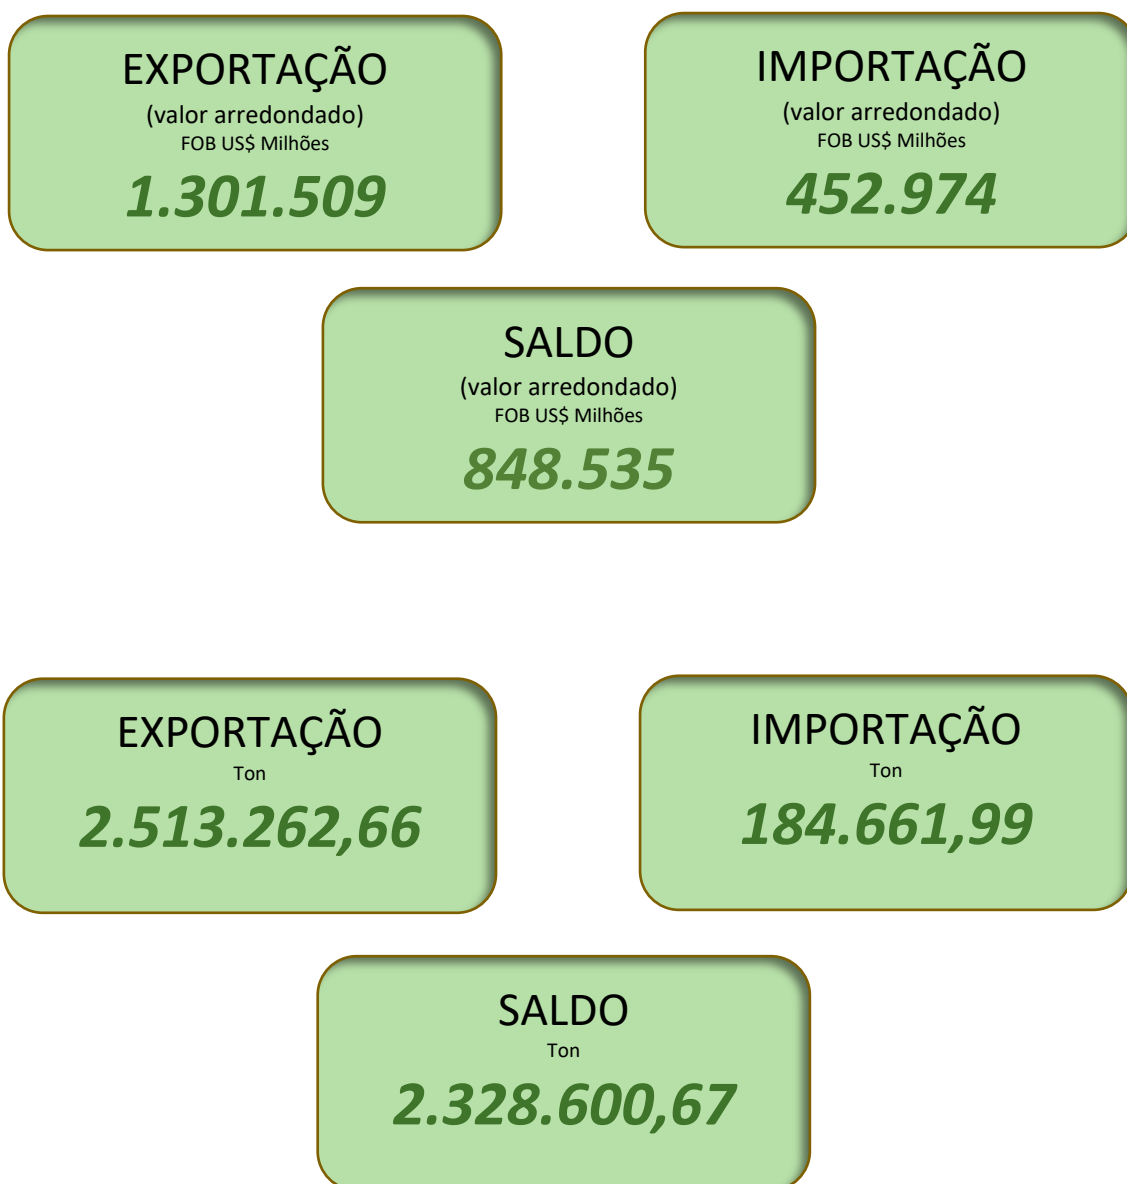 EXPORTAÇÃO
(valor arredondado)
FOB US$ Milhões
1.301.509
IMPORTAÇÃO
(valor arredondado)
FOB US$ Milhões
452.974
SALDO
(valor arredondado)
FOB US$ Milhões
848.535
EXPORTAÇÃO
Ton
2.513.262,66
IMPORTAÇÃO
Ton
184.661,99
SALDO
Ton
2.328.600,67